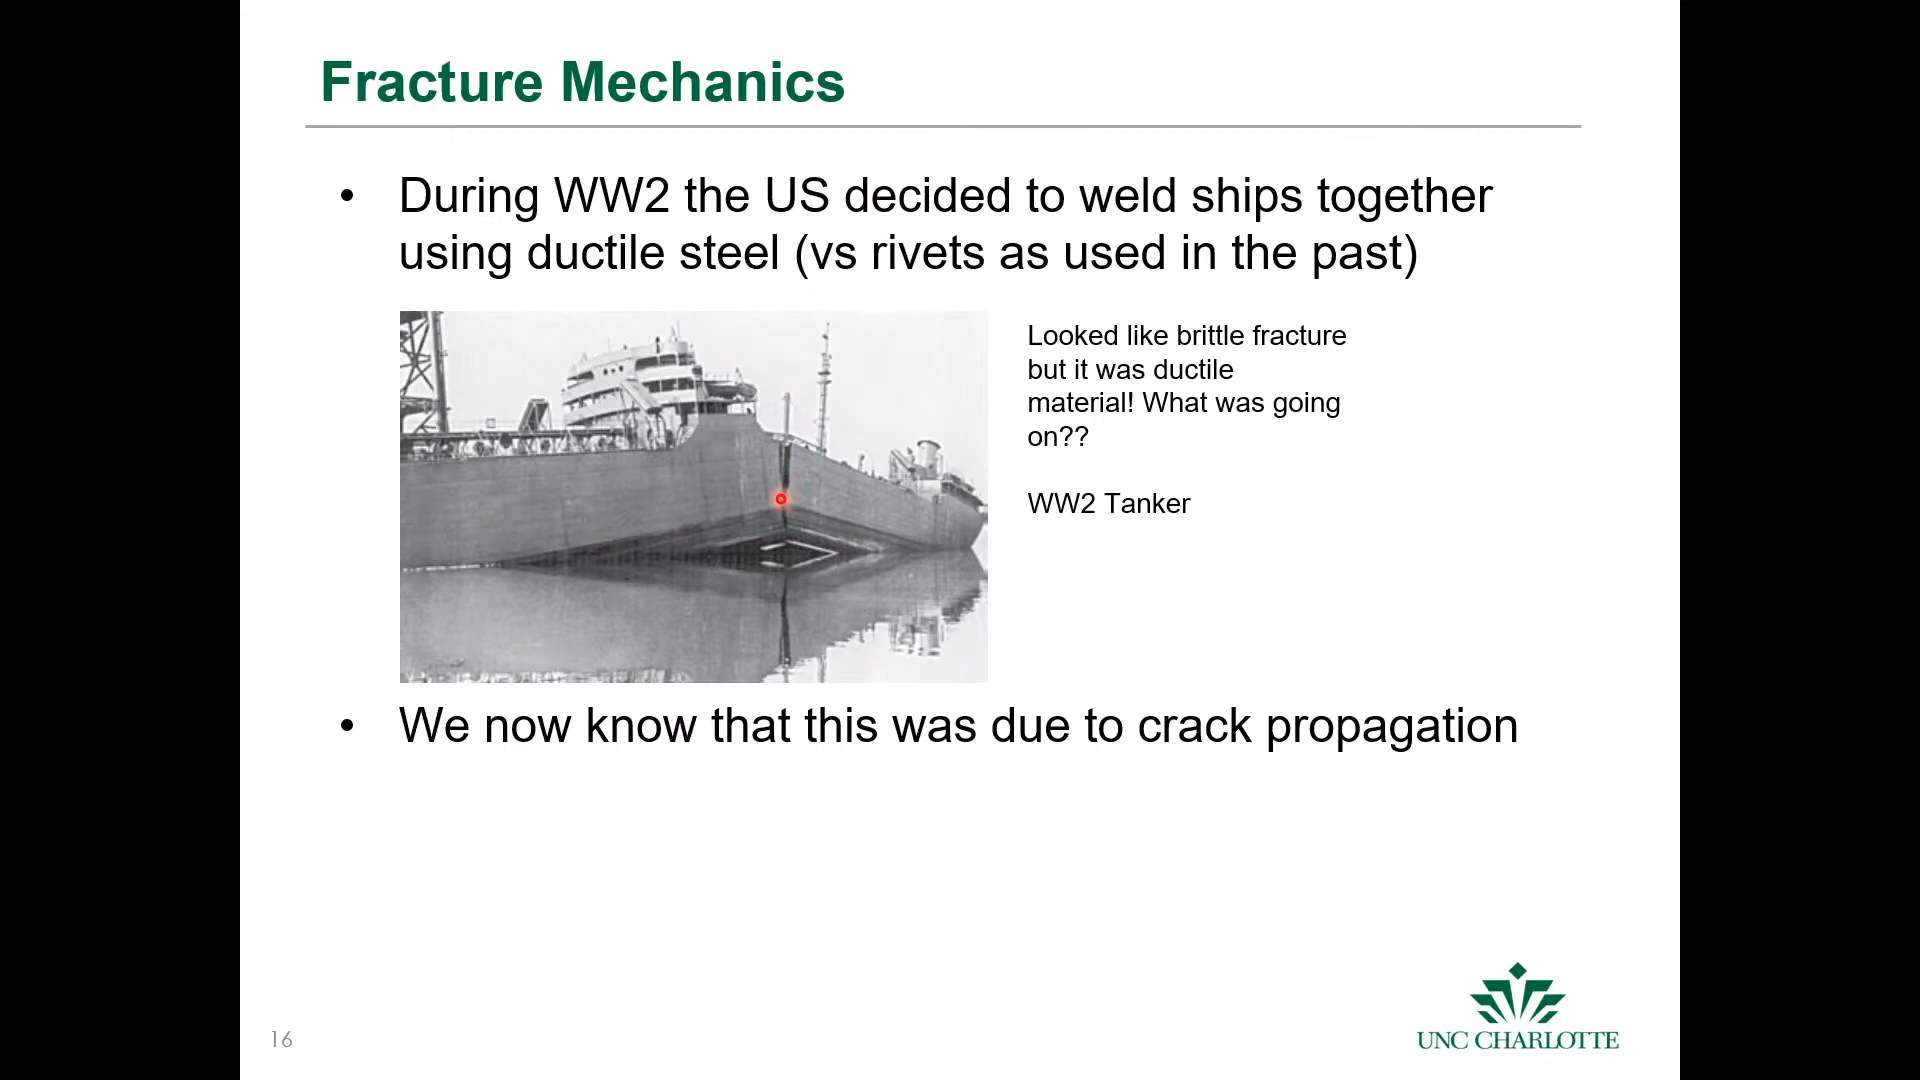 Fracture Mechanics
• During WW2 the US decided to weld ships together
using ductile steel (vs rivets as used in the past)
Looked like brittle fracture
but it was ductile
material! What was going
on??
WW2 Tanker
• We now know that this was due to crack propagation
16
UNC CHARLOTTE